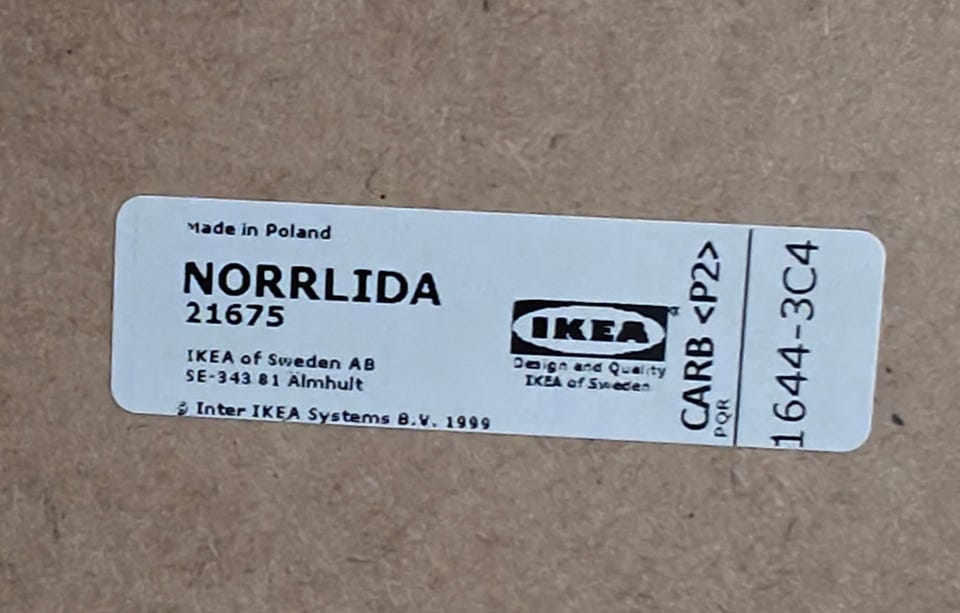 Made in Poland
NORRLIDA
21675
IKEA of Sweden AB
SE-343 81 Älmhult
© Inter IKEA Systems B.V. 1999
IKEA®
Design and Quality
IKEA of Sweden
CARB <P2>
PQR
1644-3C4